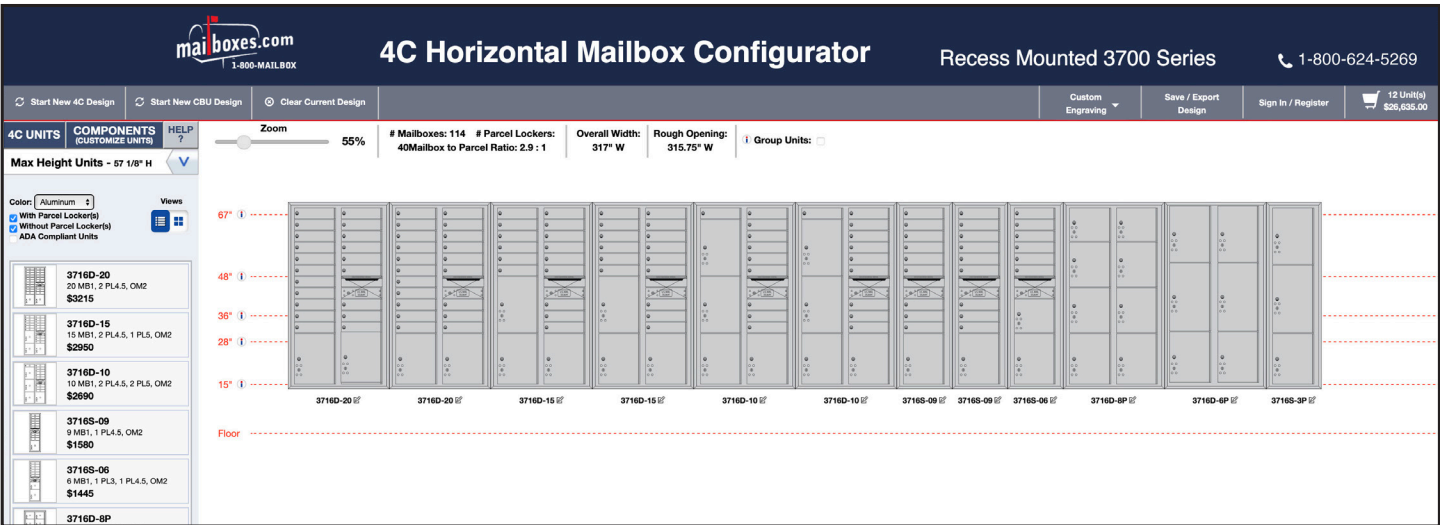 mailboxes.com
1-800-MAILBOX
4C Horizontal Mailbox Configurator
Recess Mounted 3700 Series
1-800-624-5269
Start New 4C Design
Start New CBU Design
Clear Current Design
Custom
Engraving
Save / Export
Design
Sign In / Register
12 Unit(s)
$26,635.00
4C UNITS
COMPONENTS
(CUSTOMIZE UNITS)
HELP
?
Zoom
55%
# Mailboxes: 114 # Parcel Lockers:
40Mailbox to Parcel Ratio: 2.9 : 1
Overall Width:
317" W
Rough Opening:
315.75" W
i Group Units:
Max Height Units - 57 1/8" H
V
Color: Aluminum
Views
With Parcel Locker(s)
Without Parcel Locker(s)
ADA Compliant Units
3716D-20
20 MB1, 2 PL4.5, OM2
$3215
3716D-15
15 MB1, 2 PL4.5, 1 PL5, OM2
$2950
3716D-10
10 MB1, 2 PL4.5, 2 PL5, OM2
$2690
3716S-09
9 MB1, 1 PL4.5, OM2
$1580
3716S-06
6 MB1, 1 PL3, 1 PL4.5, OM2
$1445
3716D-8P
67" i
48" i
36" i
28" i
15" i
3716D-20
3716D-20
3716D-15
3716D-15
3716D-10
3716D-10
3716S-09
3716S-09
3716S-06
3716D-8P
3716D-6P
3716S-3P
Floor